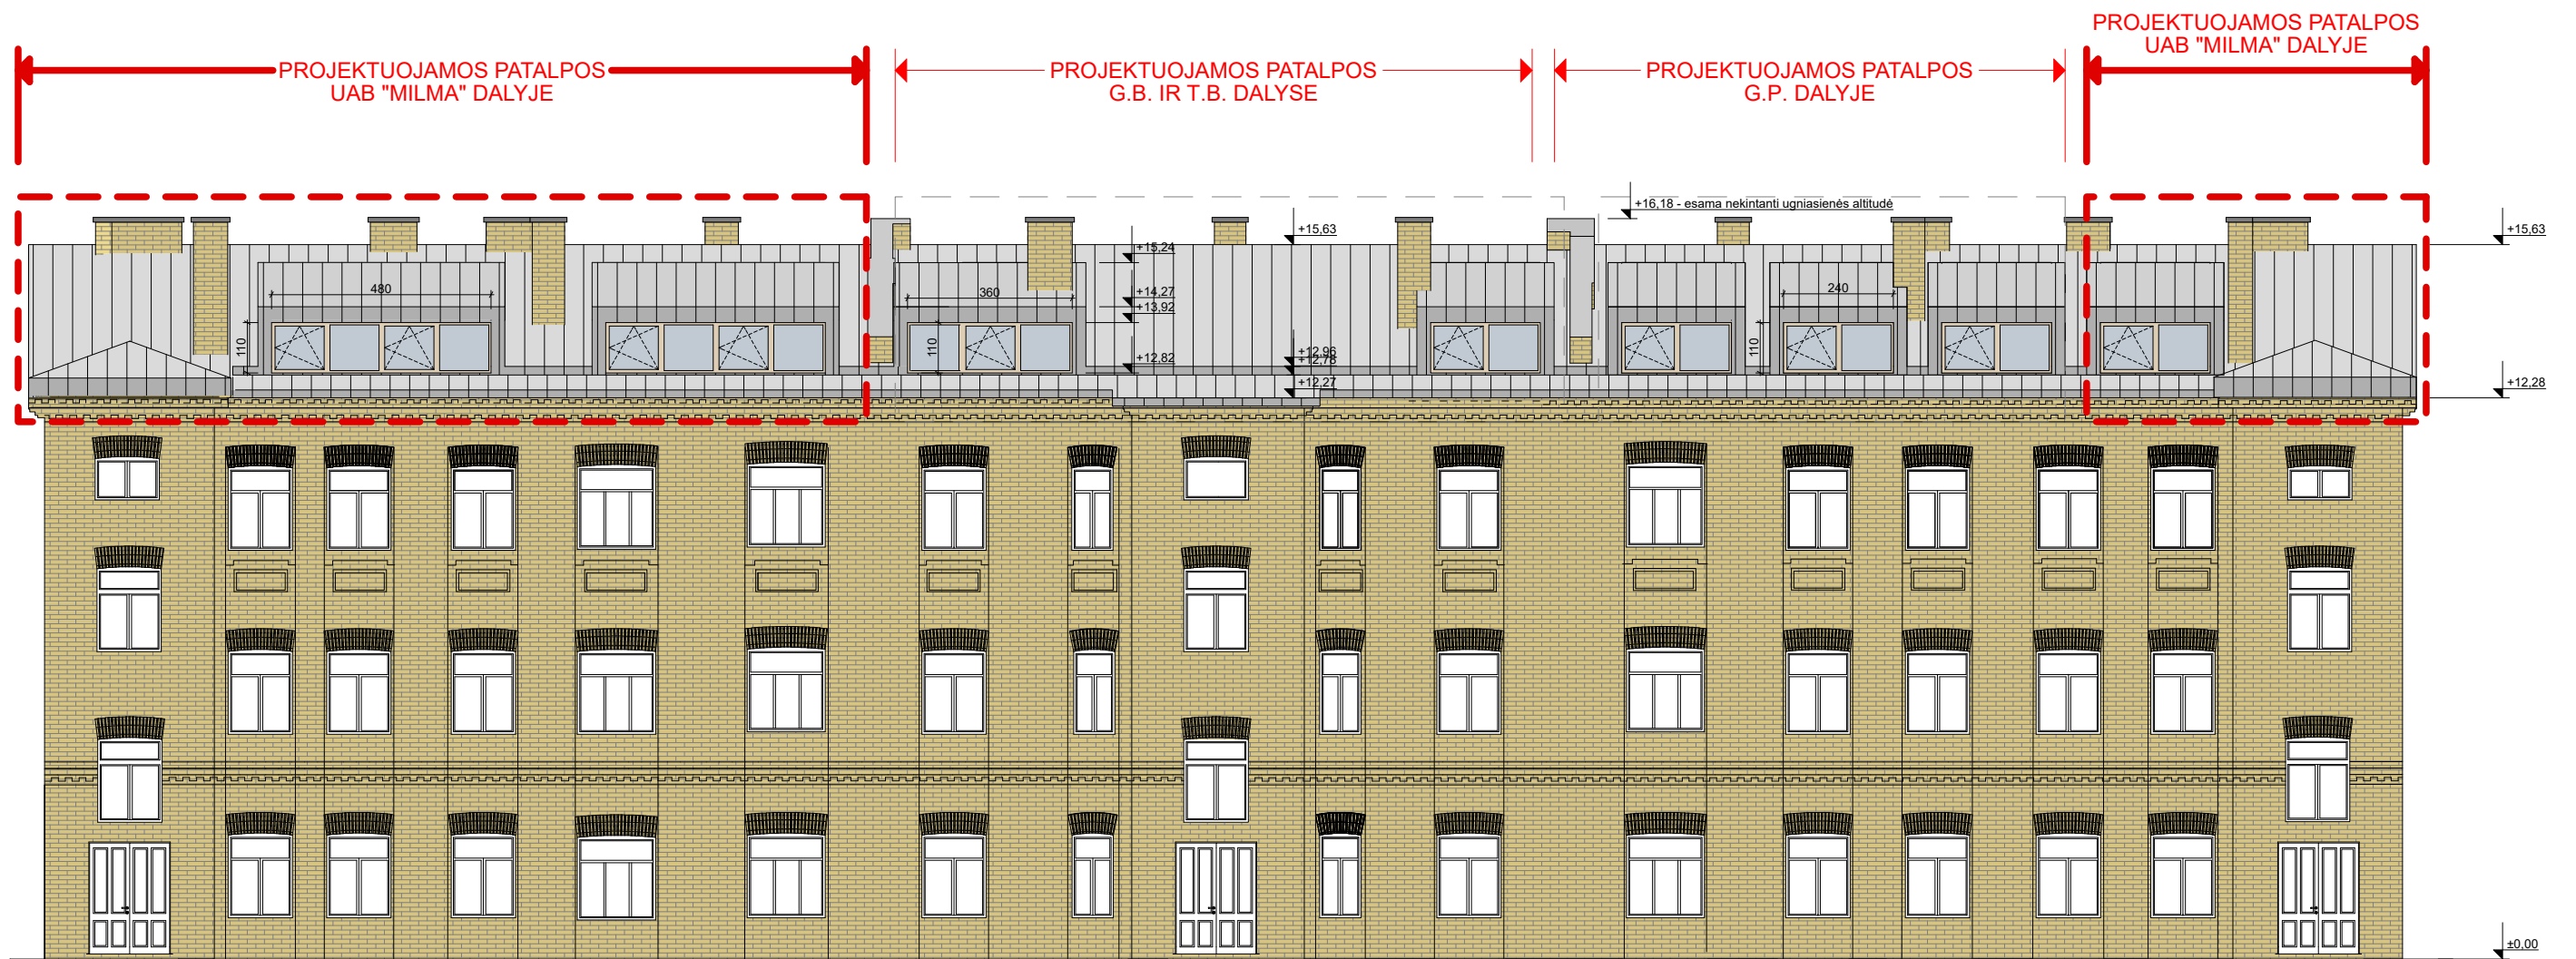 PROJEKTUOJAMOS PATALPOS
UAB "MILMA" DALYJE
PROJEKTUOJAMOS PATALPOS
G.B. IR T.B. DALYSE
PROJEKTUOJAMOS PATALPOS
G.P. DALYJE
PROJEKTUOJAMOS PATALPOS
UAB "MILMA" DALYJE
+16,18 - esama nekintanti ugniasienės altitudė
+15,63
+15,63
+15,24
+14,27
+13,92
+12,82
+12,96
+12,78
+12,27
+12,28
480
360
240
110
110
110
±0,00